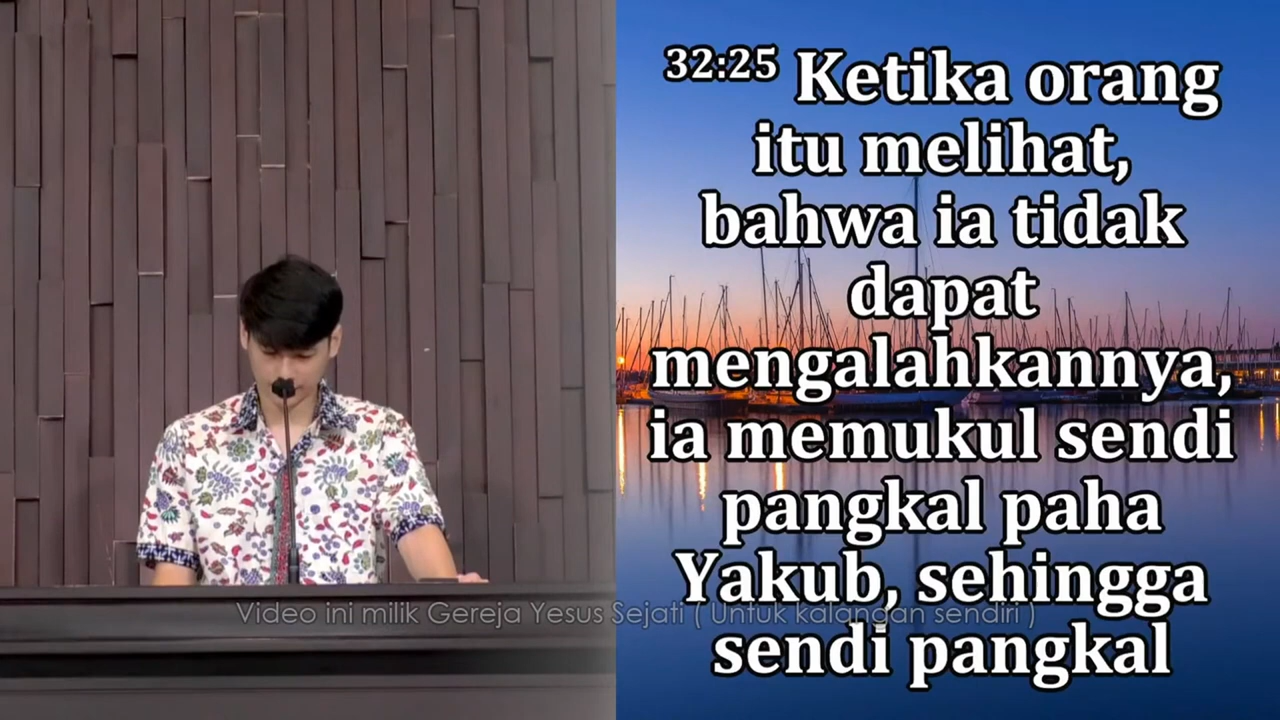 32:25 Ketika orang
itu melihat,
bahwa ia tidak
dapat
mengalahkannya,
ia memukul sendi
pangkal paha
Yakub, sehingga
sendi pangkal
Video ini milik Gereja Yesus Sejati ( Untuk kalangan sendiri )